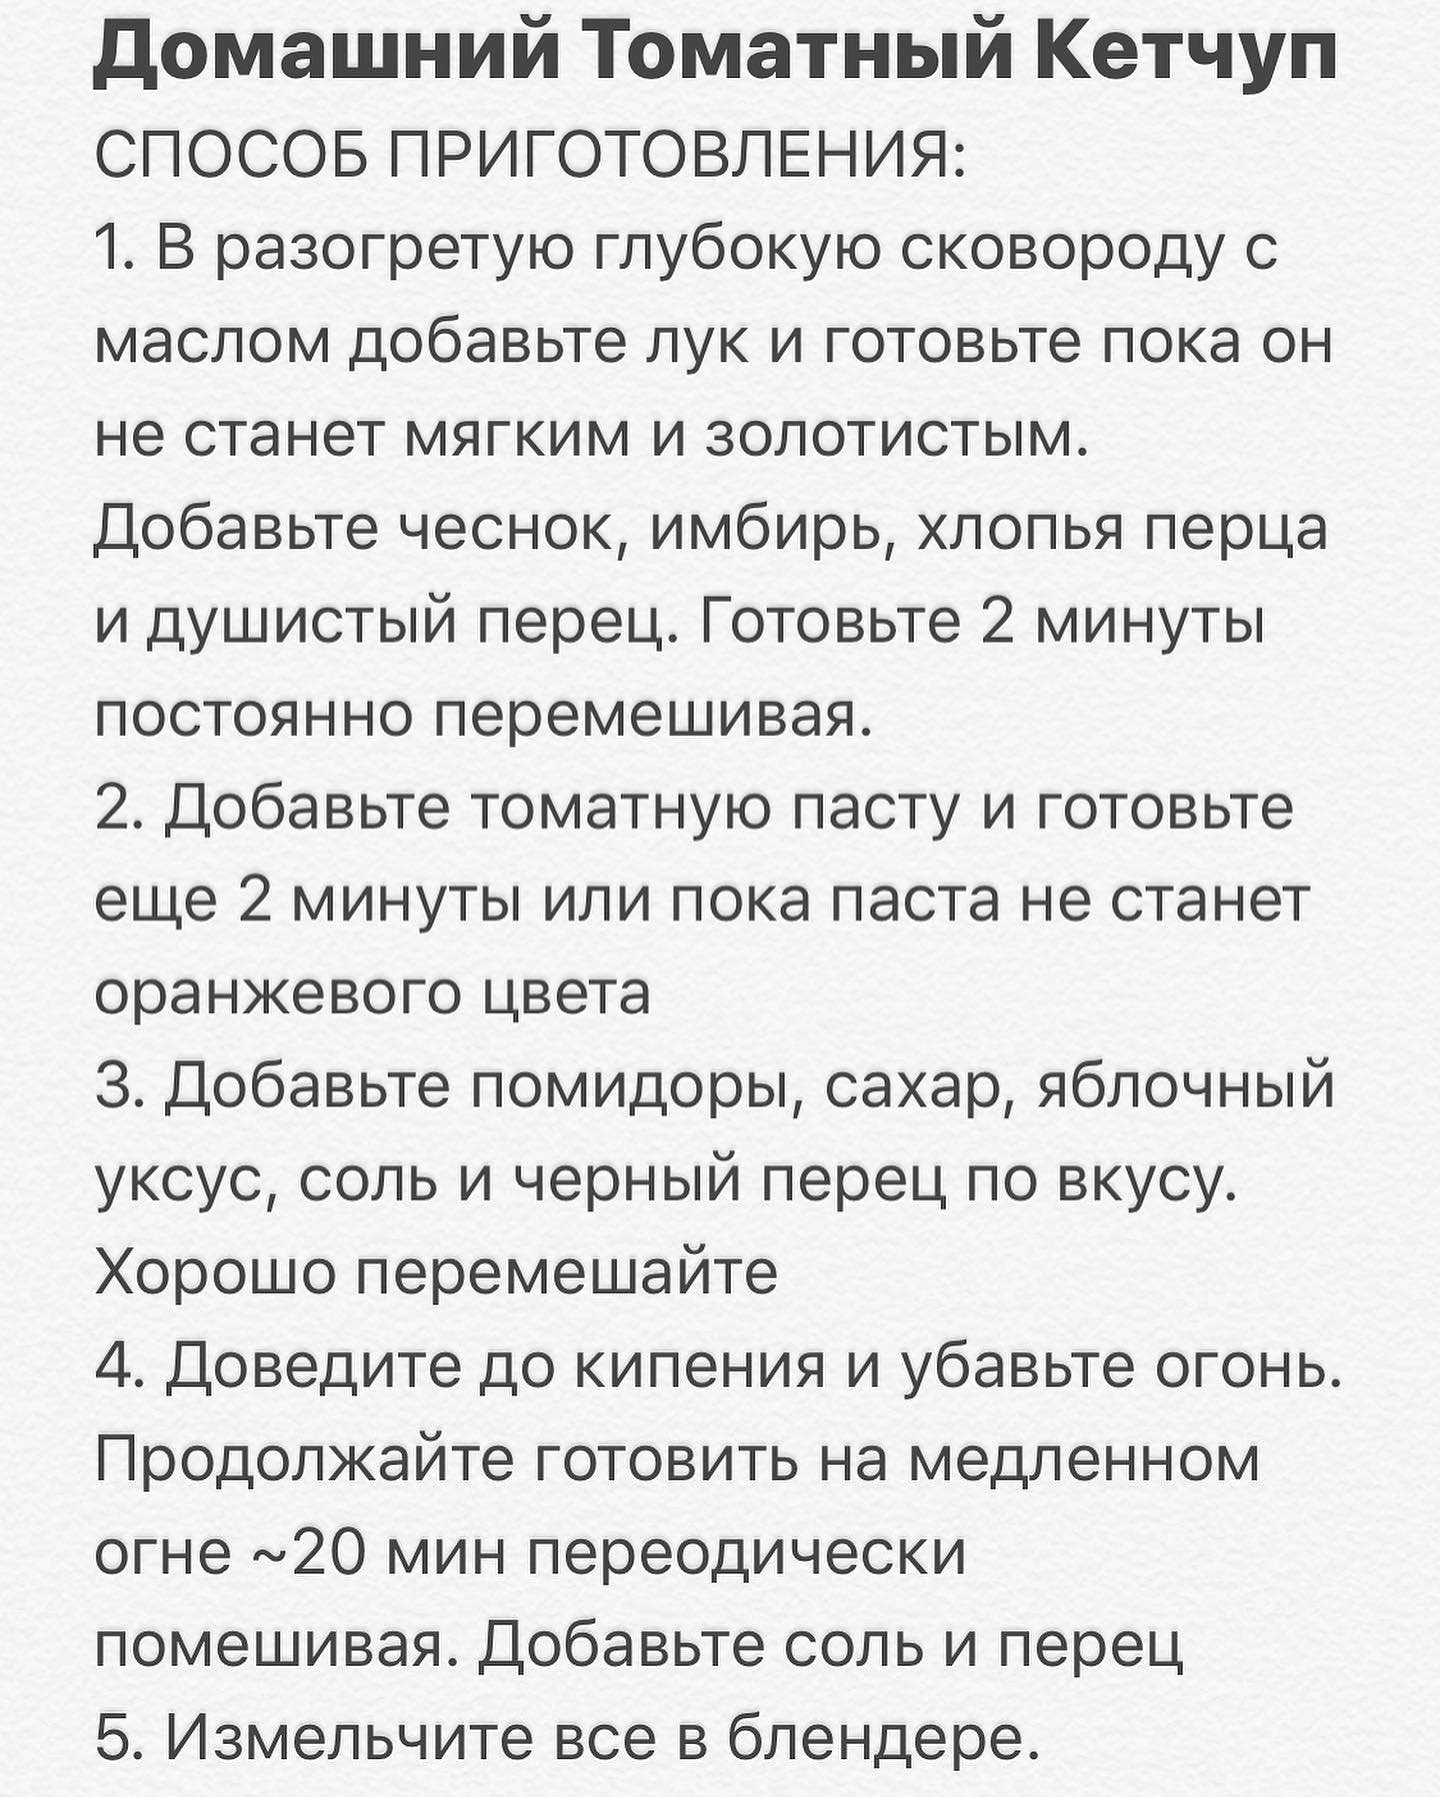 Домашний Томатный Кетчуп
СПОСОБ ПРИГОТОВЛЕНИЯ:
1. В разогретую глубокую сковороду с
маслом добавьте лук и готовьте пока он
не станет мягким и золотистым.
Добавьте чеснок, имбирь, хлопья перца
и душистый перец. Готовьте 2 минуты
постоянно перемешивая.
2. Добавьте томатную пасту и готовьте
еще 2 минуты или пока паста не станет
оранжевого цвета
3. Добавьте помидоры, сахар, яблочный
уксус, соль и черный перец по вкусу.
Хорошо перемешайте
4. Доведите до кипения и убавьте огонь.
Продолжайте готовить на медленном
огне ~20 мин переодически
помешивая. Добавьте соль и перец
5. Измельчите все в блендере.